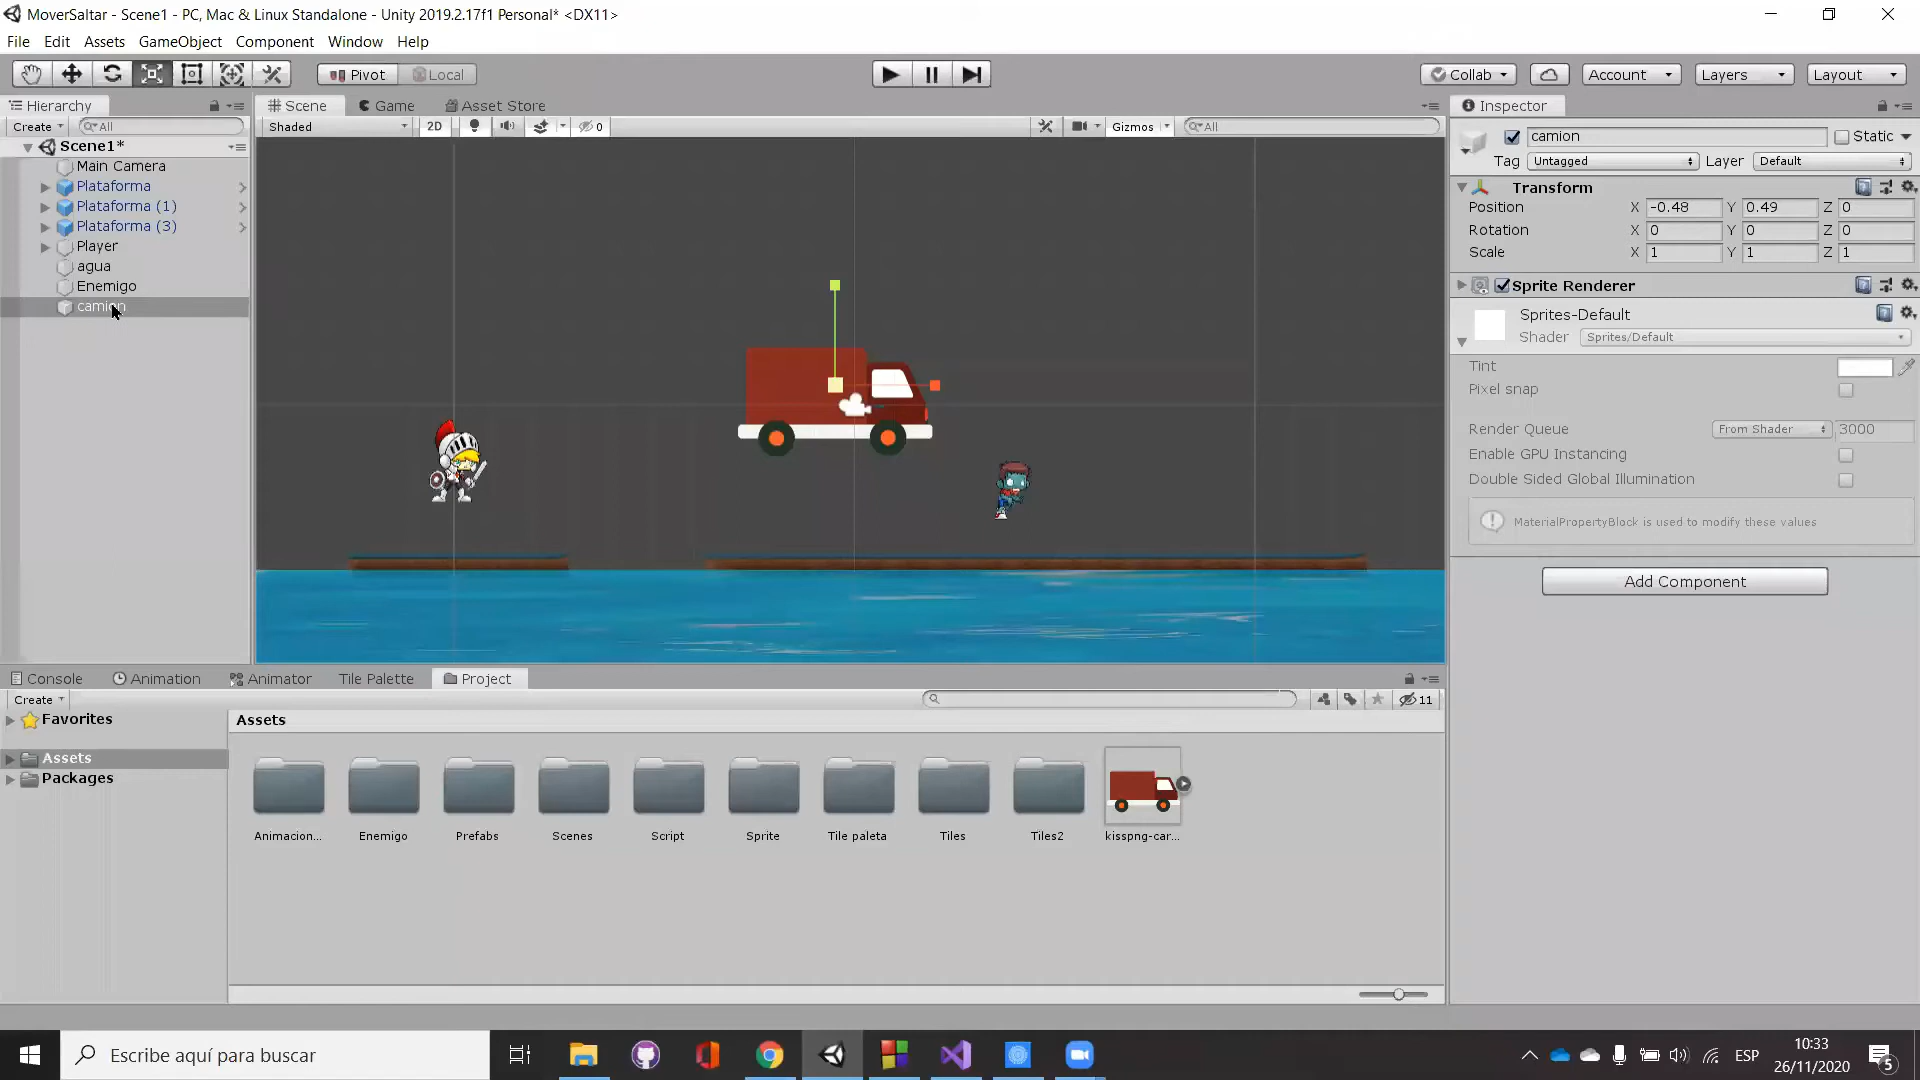 MoverSaltar - Scene1 - PC, Mac & Linux Standalone - Unity 2019.2.17f1 Personal* <DX11>
File Edit Assets GameObject Component Window Help
Pivot Local Collab Account Layers Layout
Hierarchy Scene Game Asset Store Inspector
Create All Shaded 2D 0 Gizmos All
Scene1*
Main Camera
Plataforma
Plataforma (1)
Plataforma (3)
Player
agua
Enemigo
camion
camion Static
Tag Untagged Layer Default
Transform
Position X -0.48 Y 0.49 Z 0
Rotation X 0 Y 0 Z 0
Scale X 1 Y 1 Z 1
Sprite Renderer
Sprites-Default
Shader Sprites/Default
Tint
Pixel snap
Render Queue From Shader 3000
Enable GPU Instancing
Double Sided Global Illumination
MaterialPropertyBlock is used to modify these values
Add Component
Console Animation Animator Tile Palette Project
Create 11
Favorites
Assets
Packages
Assets
Animacion... Enemigo Prefabs Scenes Script Sprite Tile paleta Tiles Tiles2 kisspng-car...
Escribe aquí para buscar
ESP
10:33
26/11/2020
5